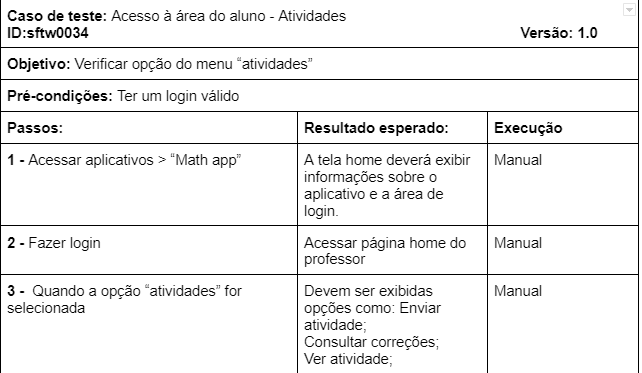 Caso de teste: Acesso à área do aluno - Atividades
ID:sftw0034 Versão: 1.0
Objetivo: Verificar opção do menu “atividades”
Pré-condições: Ter um login válido
Passos: Resultado esperado: Execução
1 - Acessar aplicativos > “Math app” A tela home deverá exibir Manual
informações sobre o
aplicativo e a área de
login.
2 - Fazer login Acessar página home do Manual
professor
3 - Quando a opção “atividades” for Devem ser exibidas Manual
selecionada opções como: Enviar
atividade;
Consultar correções;
Ver atividade;